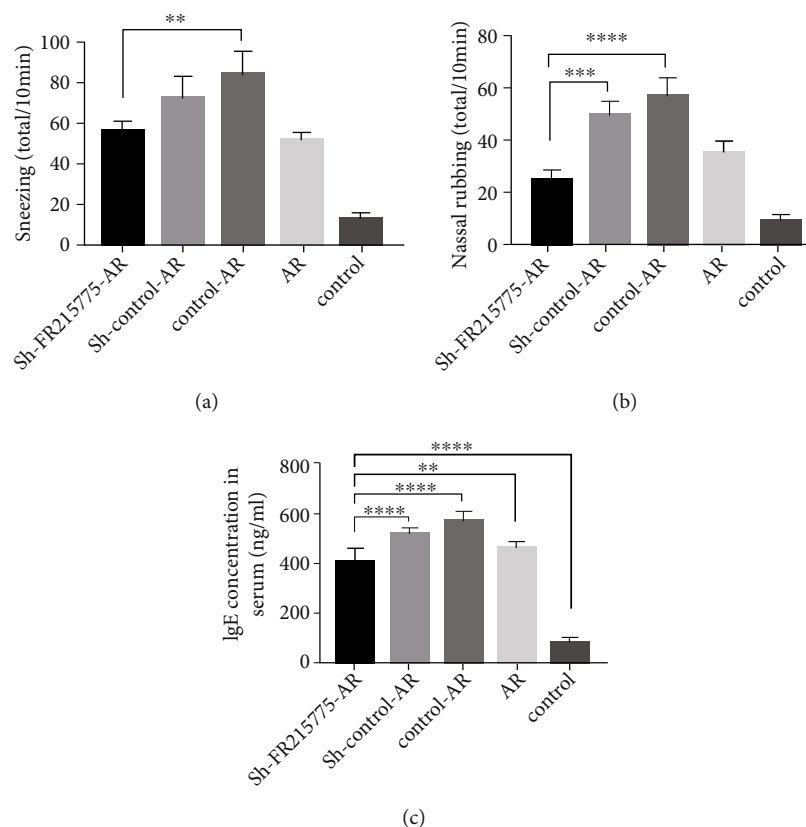 **
Sneezing (total/10min)
100
80
60
40
20
0
Sh-FR215775-AR
Sh-control-AR
control-AR
AR
control
(a)
****
***
Nassal rubbing (total/10min)
80
60
40
20
0
Sh-FR215775-AR
Sh-control-AR
control-AR
AR
control
(b)
****
**
****
****
IgE concentration in
serum (ng/ml)
800
600
400
200
0
Sh-FR215775-AR
Sh-control-AR
control-AR
AR
control
(c)